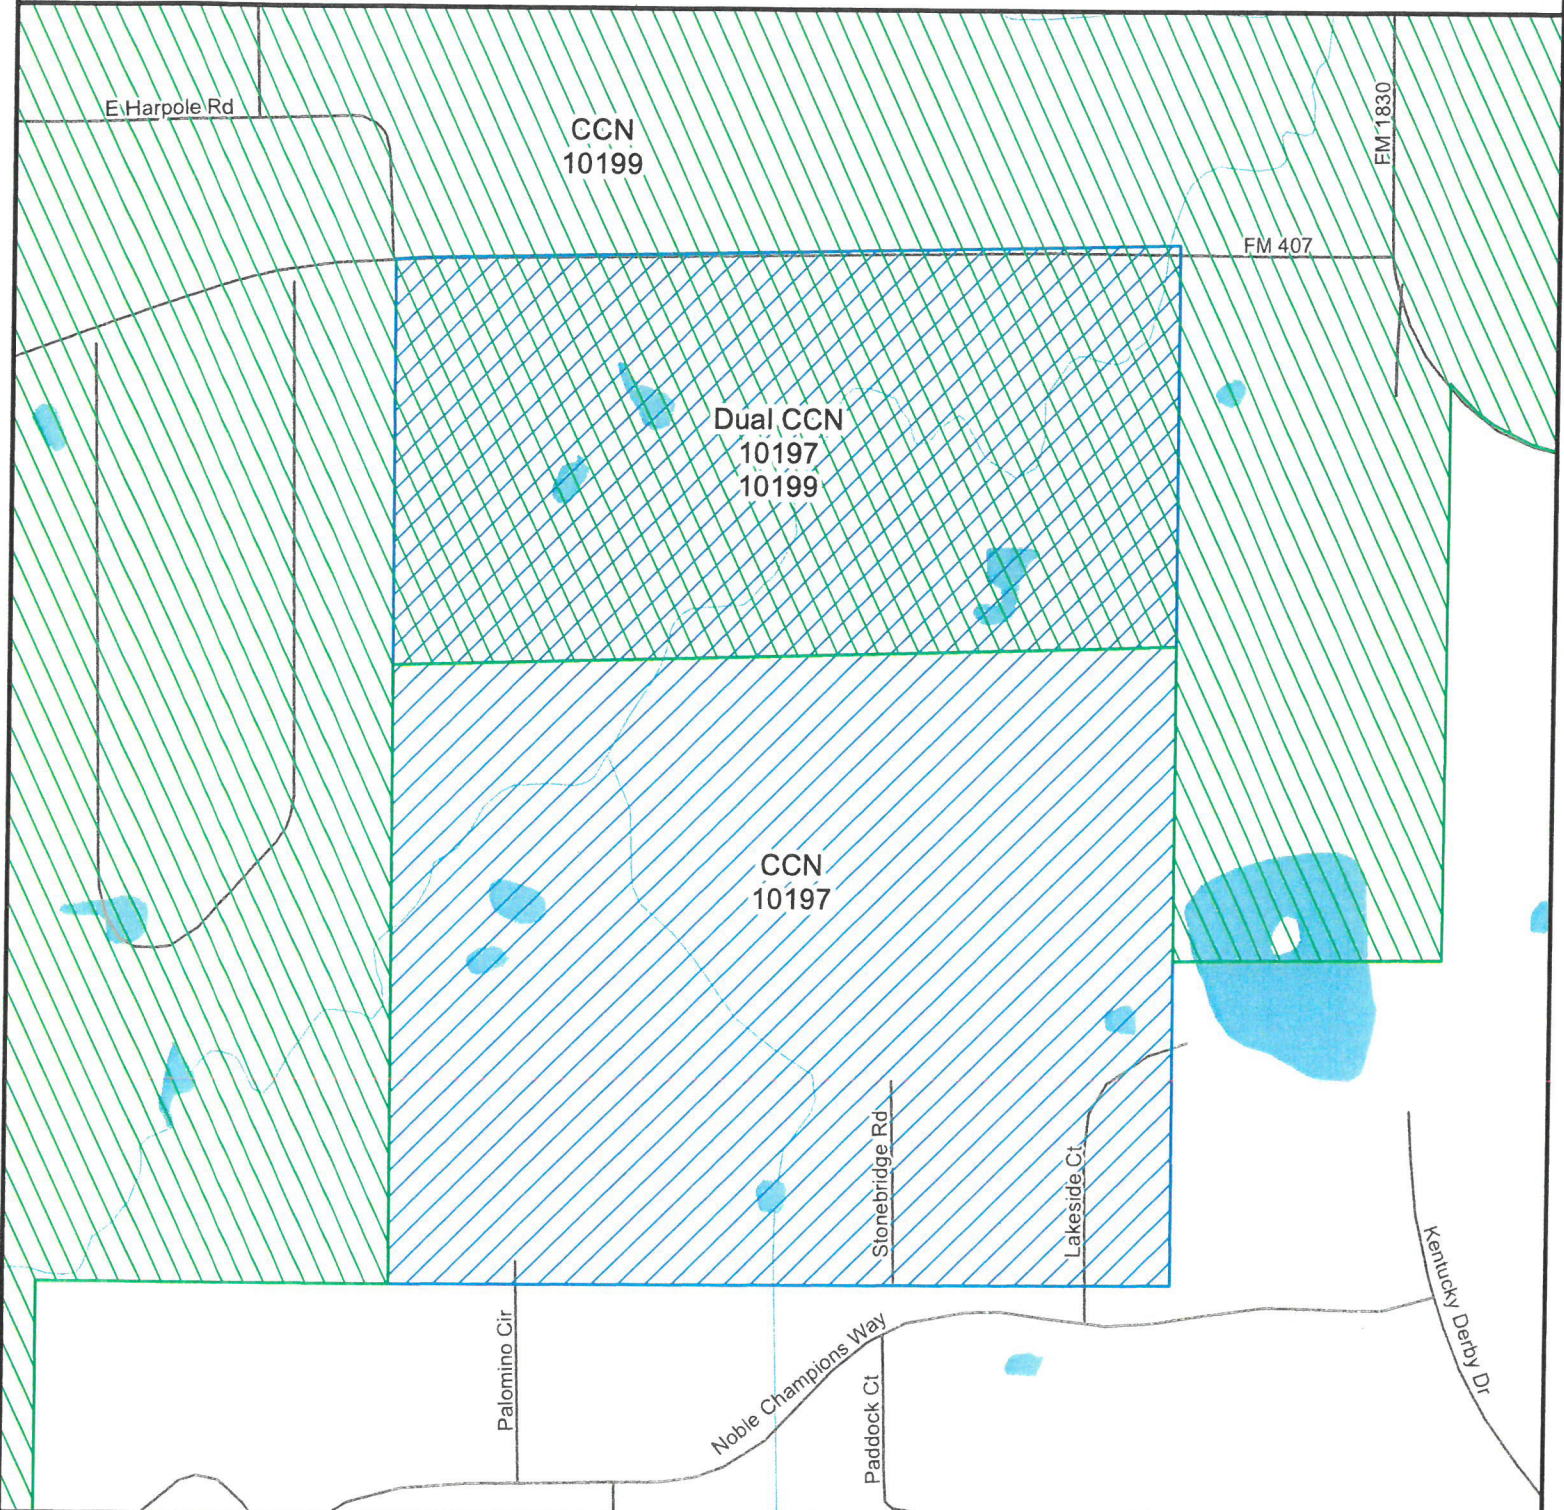 E Harpole Rd
CCN
10199
FM 1830
FM 407
Dual CCN
10197
10199
CCN
10197
Stonebridge Rd
Lakeside Ct
Kentucky Derby Dr
Palomino Cir
Noble Champions Way
Paddock Ct